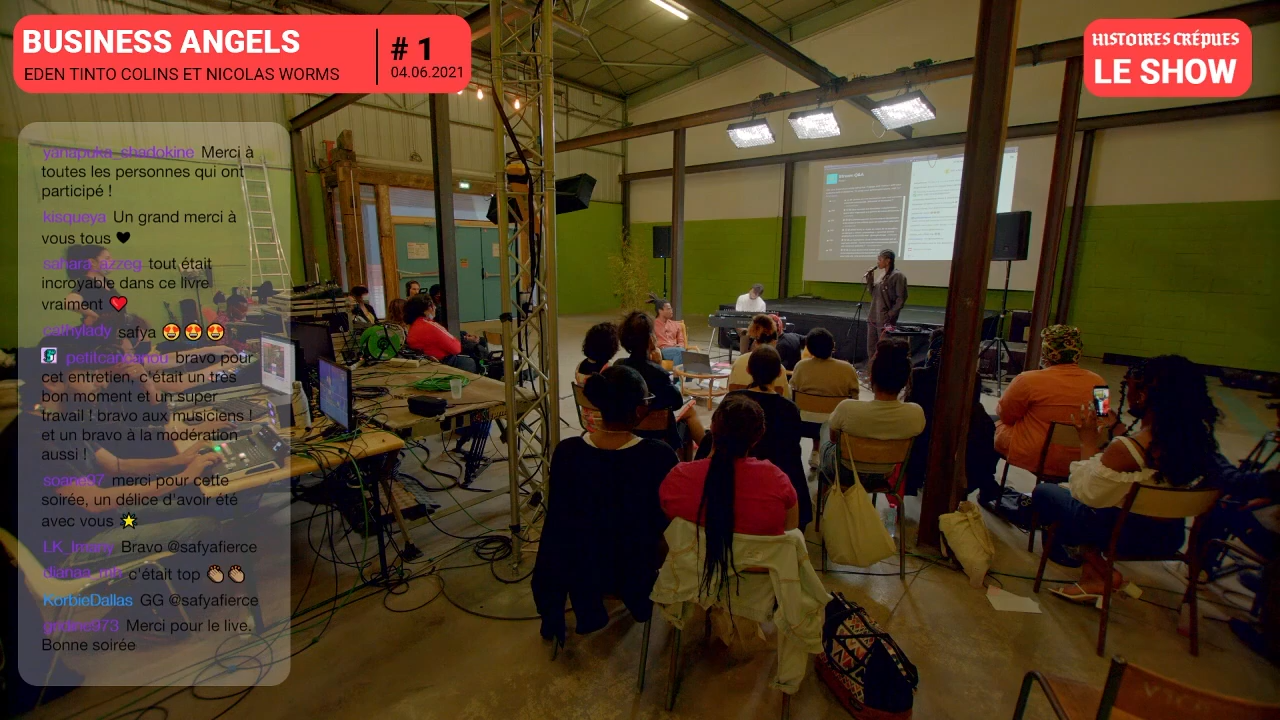 BUSINESS ANGELS
EDEN TINTO COLINS ET NICOLAS WORMS
# 1
04.06.2021
HISTOIRES CRÉPUES
LE SHOW
yanapuka_shadokine Merci à
toutes les personnes qui ont
participé !
kisqueya Un grand merci à
vous tous 🖤
sahara_azzeg tout était
incroyable dans ce livre
vraiment ❤️
cathylady safya 😍 😍 😍
bravo pour
cet entretien, c'était un très
bon moment et un super
travail ! bravo aux musiciens !
et un bravo à la modération
aussi !
soane97 merci pour cette
soirée, un délice d'avoir été
avec vous 🌟
Bravo @safyafierce
c'était top 👏🏻 👏🏻
KorbieDallas GG @safyafierce
Merci pour le live.
Bonne soirée